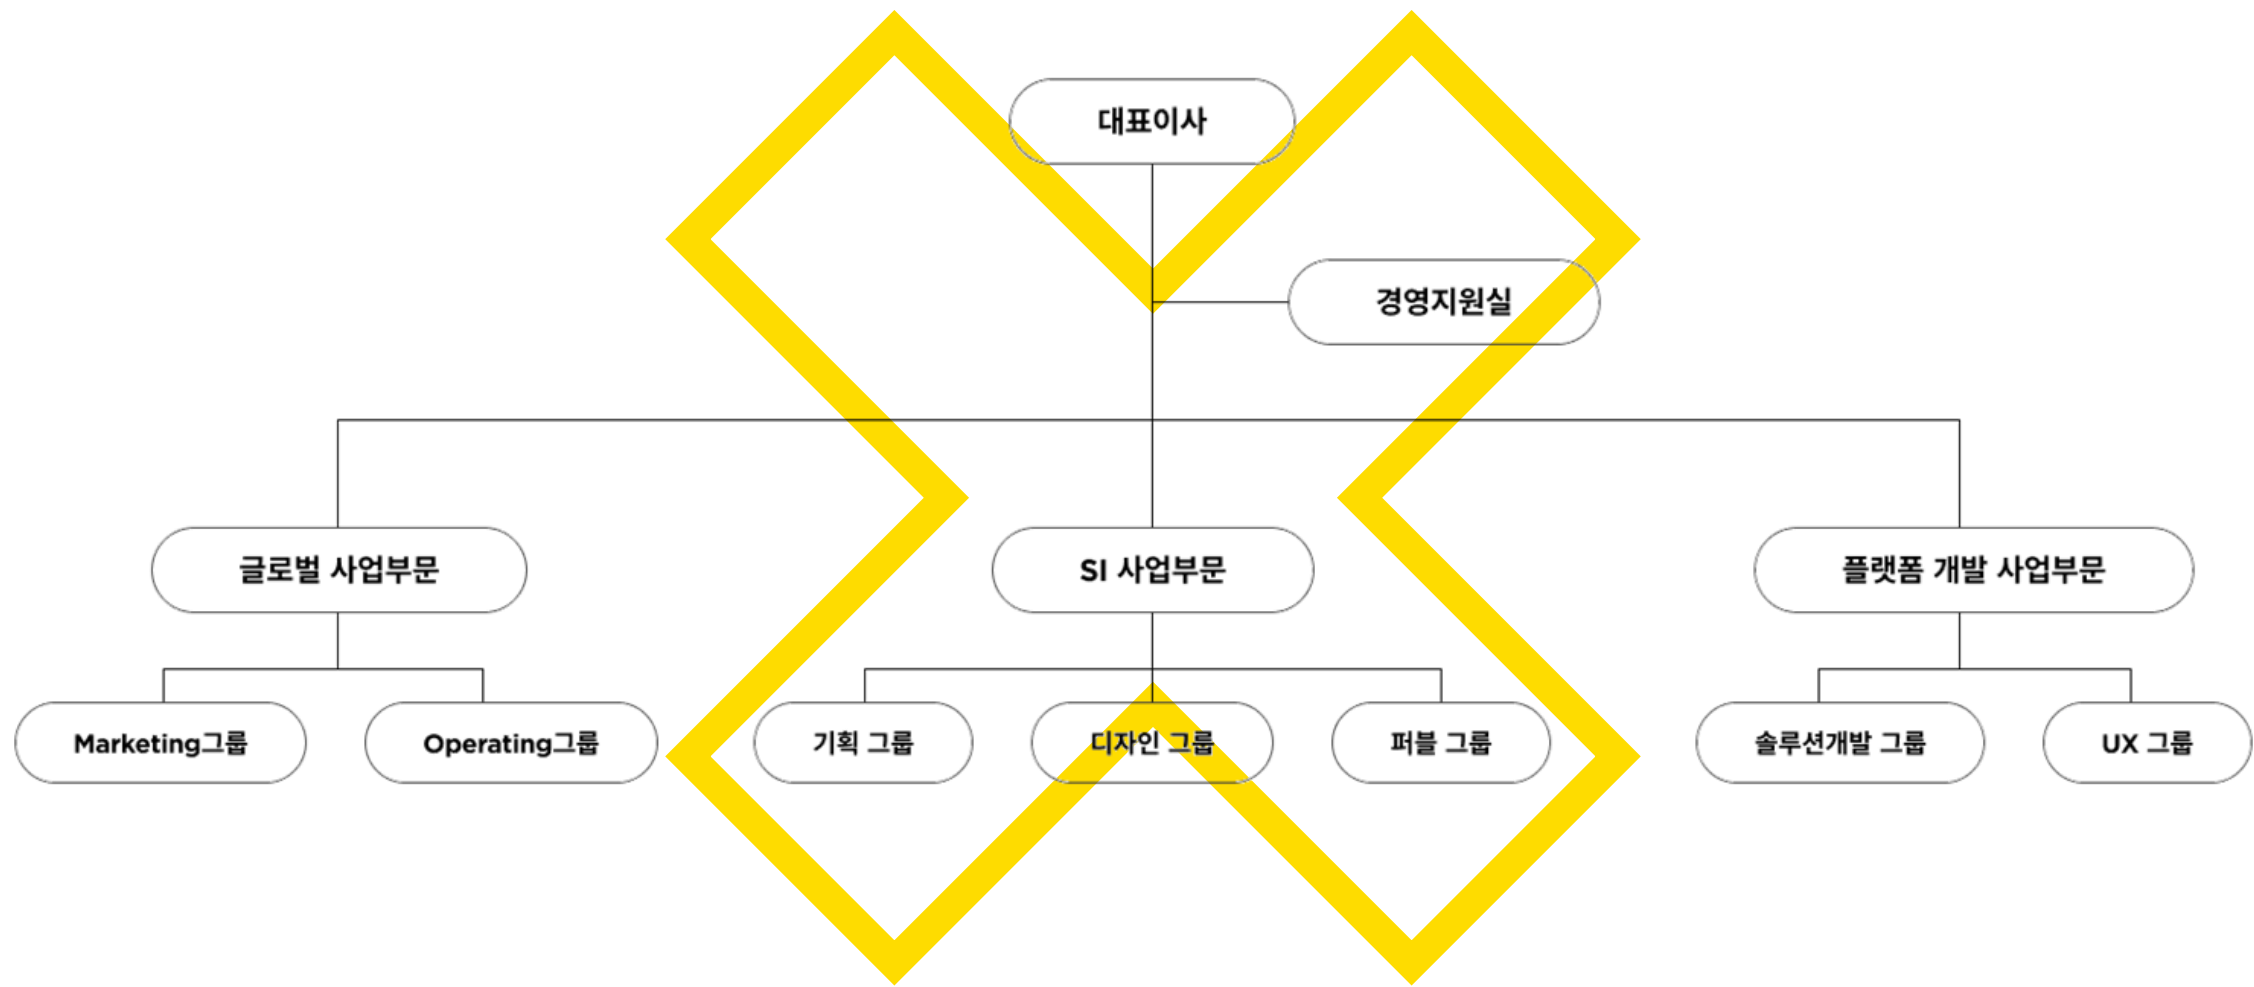 대표이사
경영지원실
글로벌 사업부문
SI 사업부문
플랫폼 개발 사업부문
Marketing그룹
Operating그룹
기획 그룹
디자인 그룹
퍼블 그룹
솔루션개발 그룹
UX 그룹